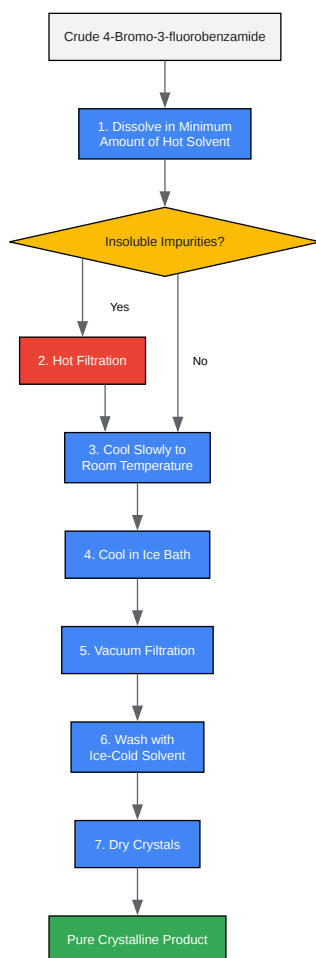 Crude 4-Bromo-3-fluorobenzamide
1. Dissolve in Minimum
Amount of Hot Solvent
Insoluble Impurities?
Yes
No
2. Hot Filtration
3. Cool Slowly to
Room Temperature
4. Cool in Ice Bath
5. Vacuum Filtration
6. Wash with
Ice-Cold Solvent
7. Dry Crystals
Pure Crystalline Product